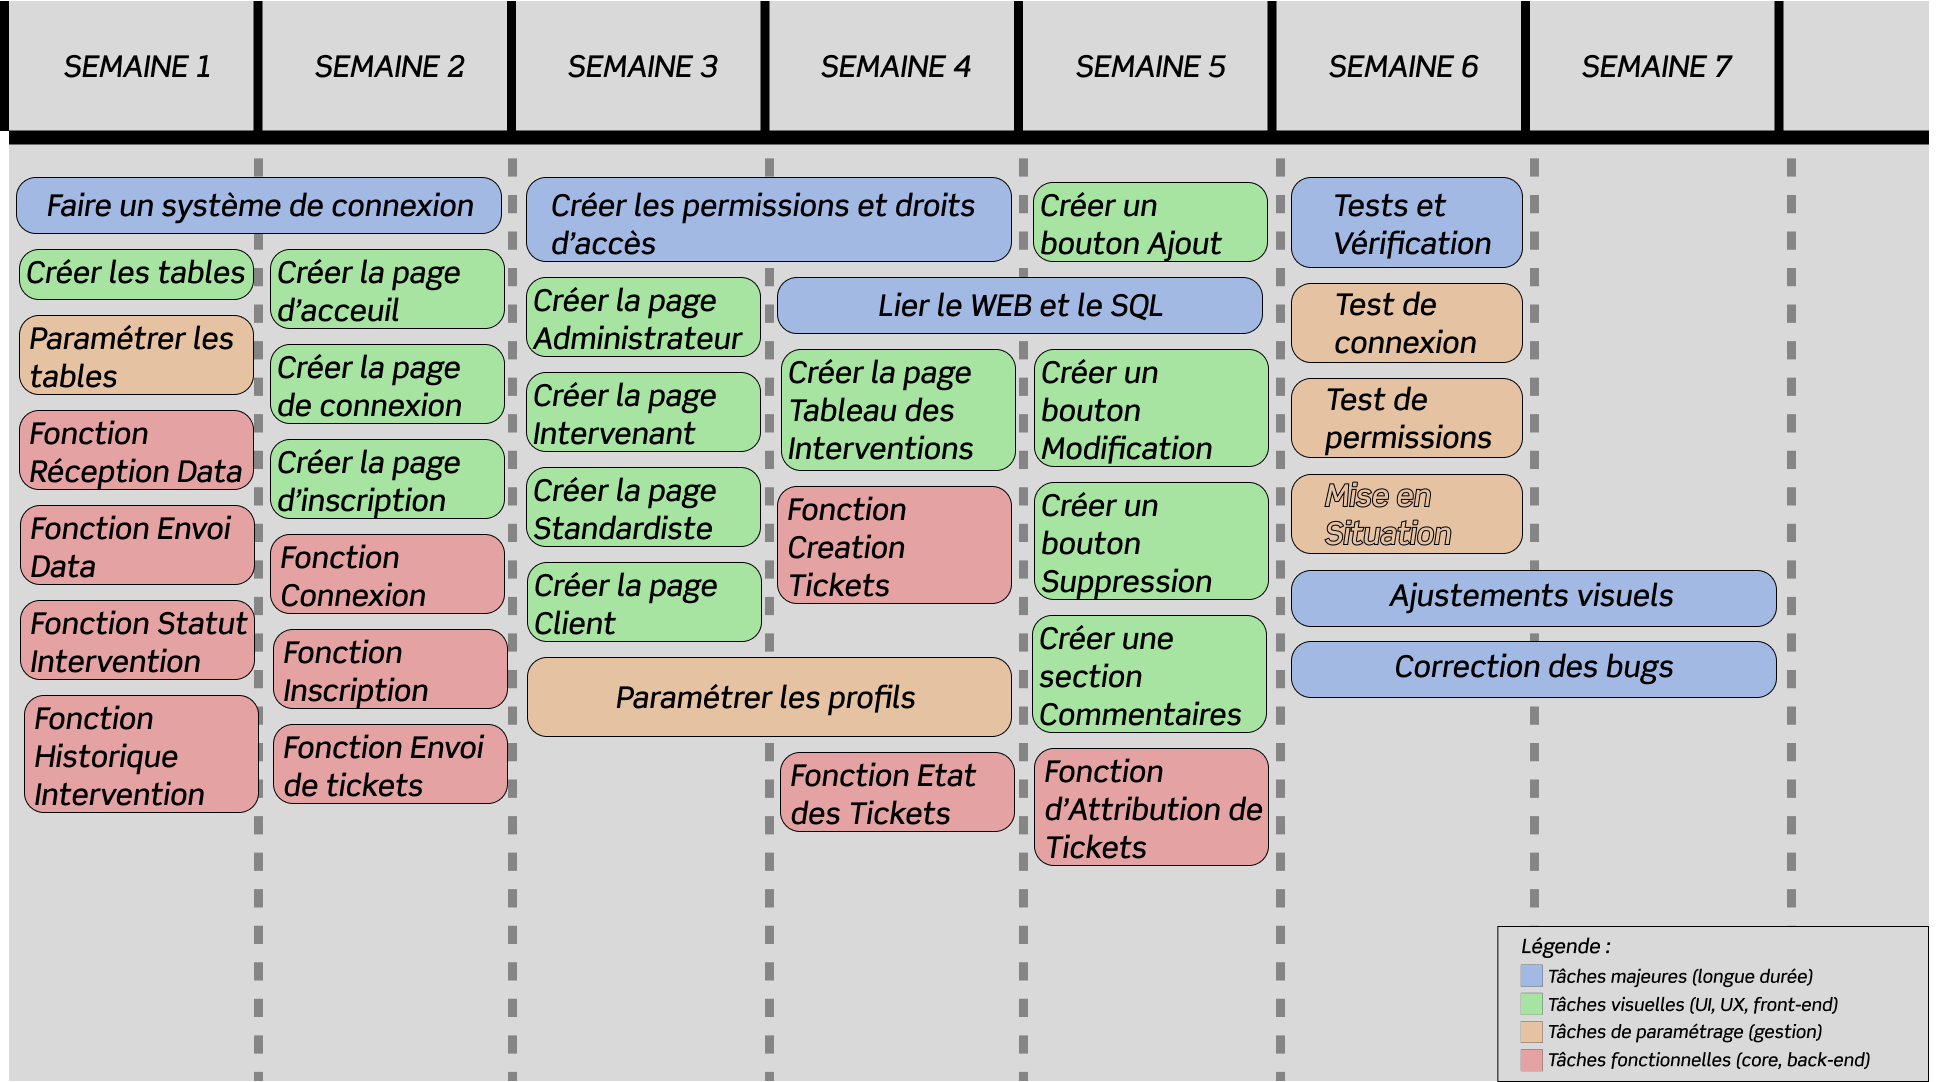 SEMAINE 1
SEMAINE 2
SEMAINE 3
SEMAINE 4
SEMAINE 5
SEMAINE 6
SEMAINE 7
Faire un système de connexion
Créer les tables
Paramétrer les
tables
Fonction
Réception Data
Fonction Envoi
Data
Fonction Statut
Intervention
Fonction
Historique
Intervention
Créer la page
d’acceuil
Créer la page
de connexion
Créer la page
d’inscription
Fonction
Connexion
Fonction
Inscription
Fonction Envoi
de tickets
Créer les permissions et droits
d’accès
Créer la page
Administrateur
Créer la page
Intervenant
Créer la page
Standardiste
Créer la page
Client
Paramétrer les profils
Lier le WEB et le SQL
Créer la page
Tableau des
Interventions
Fonction
Creation
Tickets
Fonction Etat
des Tickets
Créer un
bouton Ajout
Créer un
bouton
Modification
Créer un
bouton
Suppression
Créer une
section
Commentaires
Fonction
d’Attribution de
Tickets
Tests et
Vérification
Test de
connexion
Test de
permissions
Mise en
Situation
Ajustements visuels
Correction des bugs
Légende :
Tâches majeures (longue durée)
Tâches visuelles (UI, UX, front-end)
Tâches de paramétrage (gestion)
Tâches fonctionnelles (core, back-end)